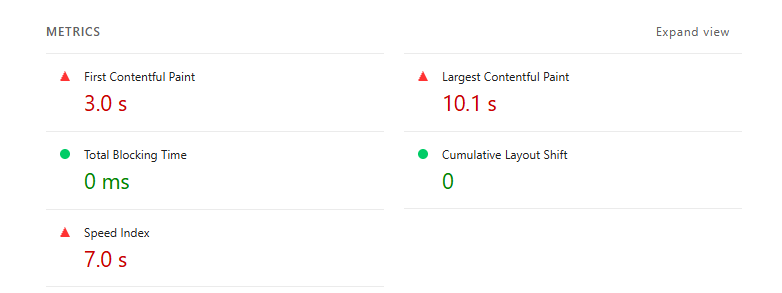 METRICS
Expand view
First Contentful Paint
3.0 s
Largest Contentful Paint
10.1 s
Total Blocking Time
0 ms
Cumulative Layout Shift
0
Speed Index
7.0 s